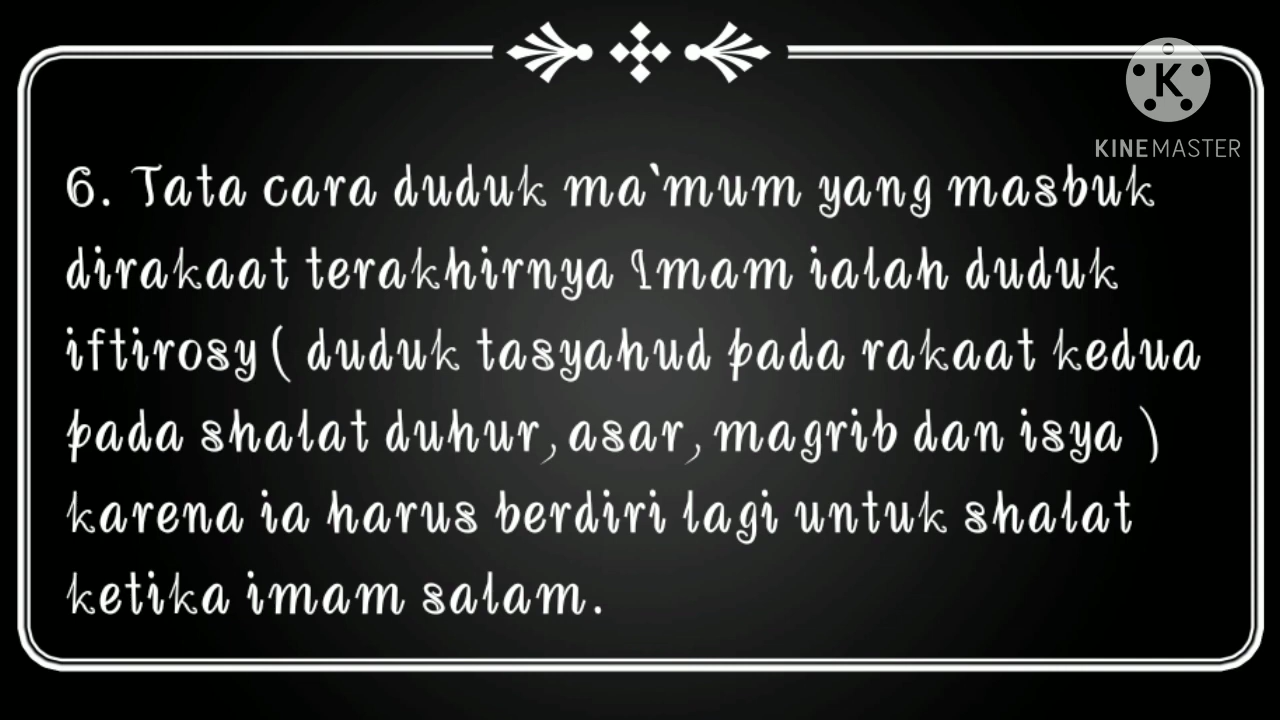 KINEMASTER
6. Tata cara duduk ma`mum yang masbuk
dirakaat terakhirnya Imam ialah duduk
iftirosy ( duduk tasyahud pada rakaat kedua
pada shalat duhur, asar, magrib dan isya )
karena ia harus berdiri lagi untuk shalat
ketika imam salam.